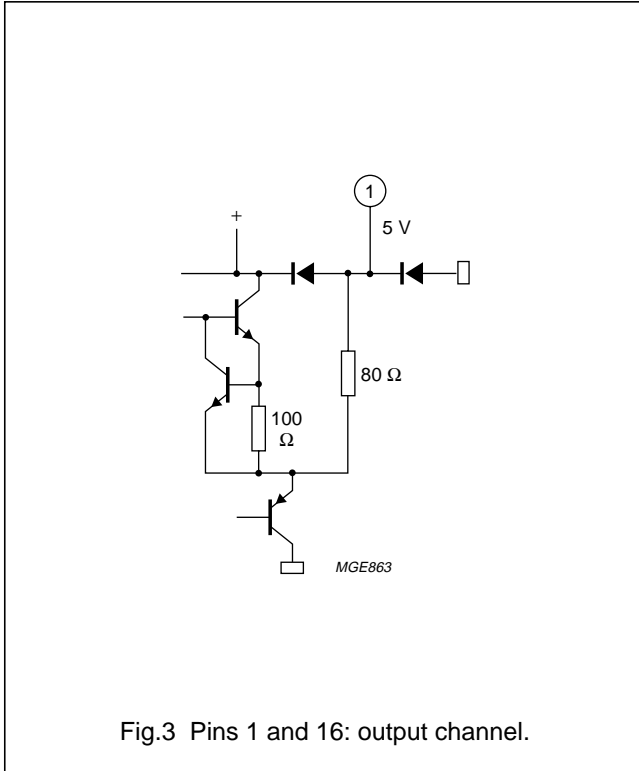 1
+
5 V
80 Ω
100
Ω
MGE863
Fig.3 Pins 1 and 16: output channel.